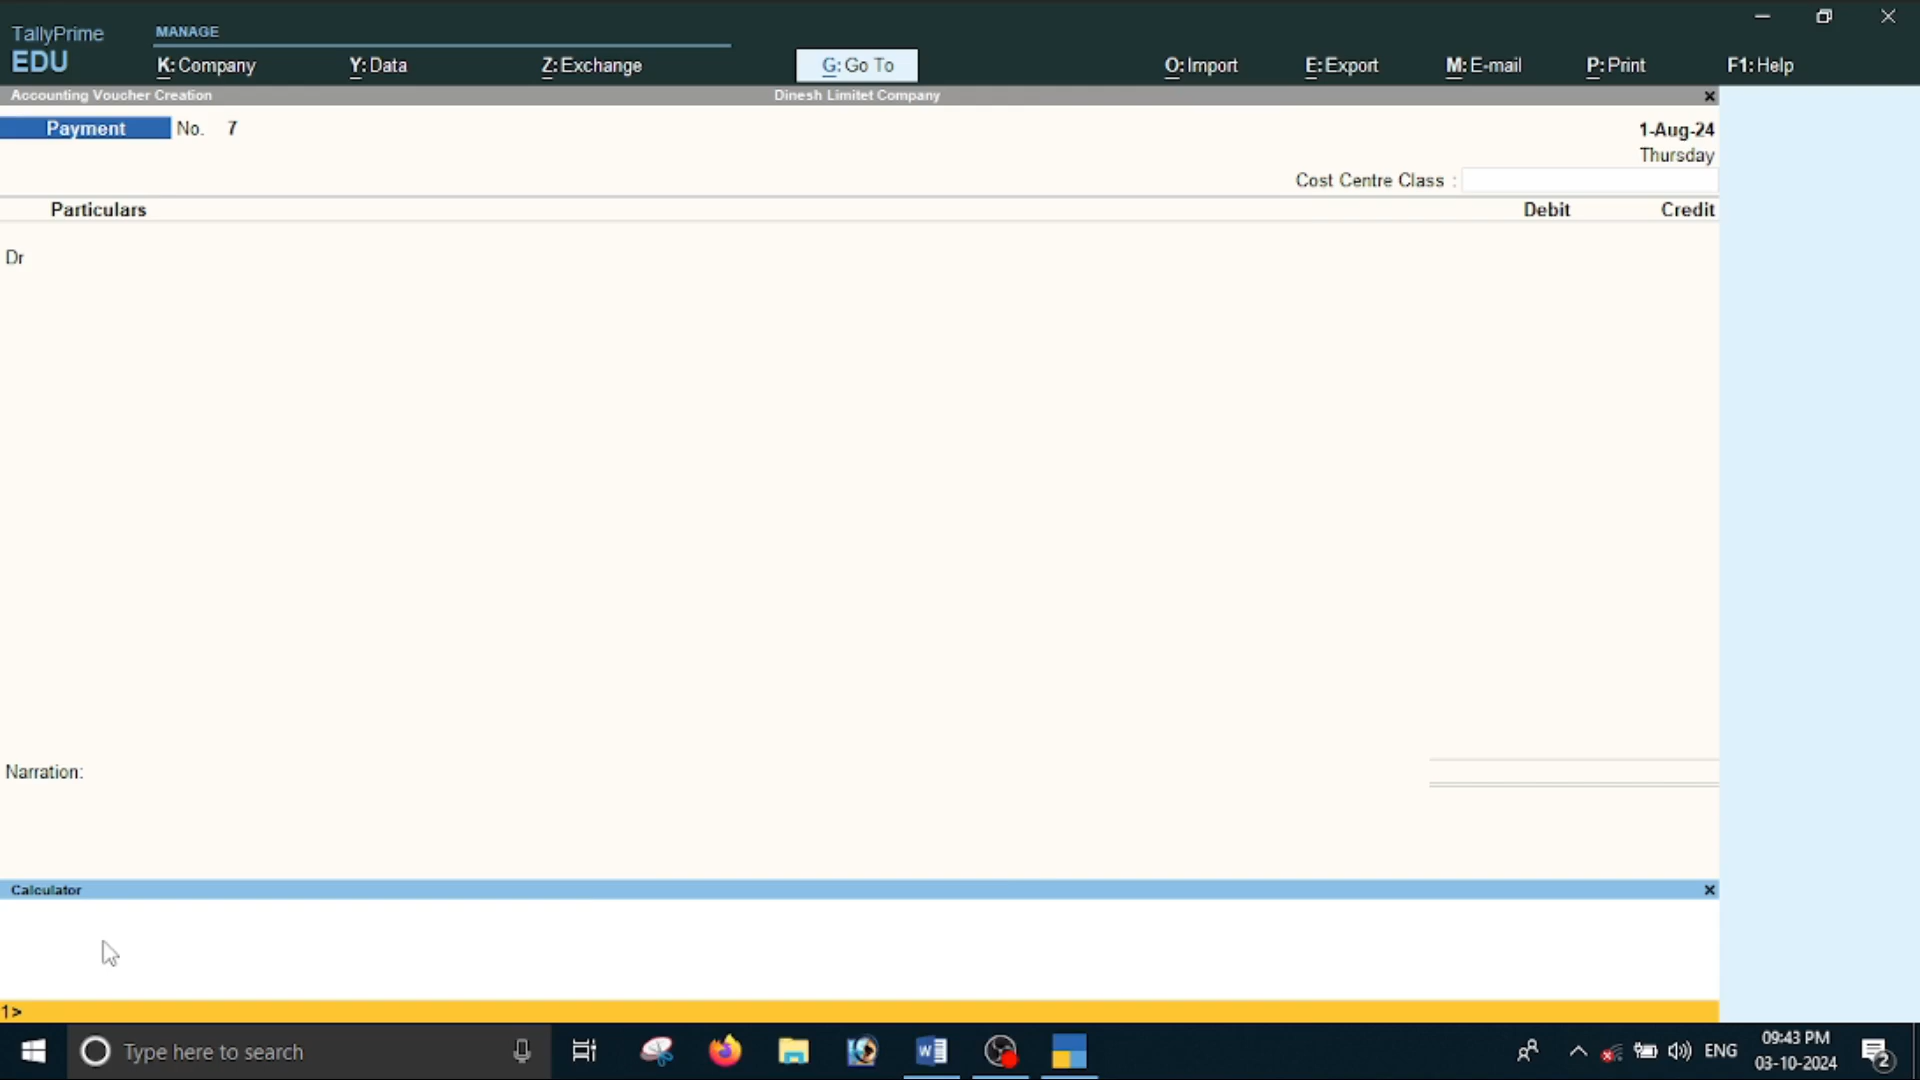 TallyPrime
EDU
MANAGE
K: Company
Y: Data
Z: Exchange
G: Go To
O: Import
E: Export
M: E-mail
P: Print
F1: Help
Accounting Voucher Creation
Dinesh Limitet Company
x
Payment No. 7
1-Aug-24
Thursday
Cost Centre Class :
Particulars
Debit
Credit
Dr
Narration:
Calculator
x
1>
Type here to search
ENG
09:43 PM
03-10-2024
2